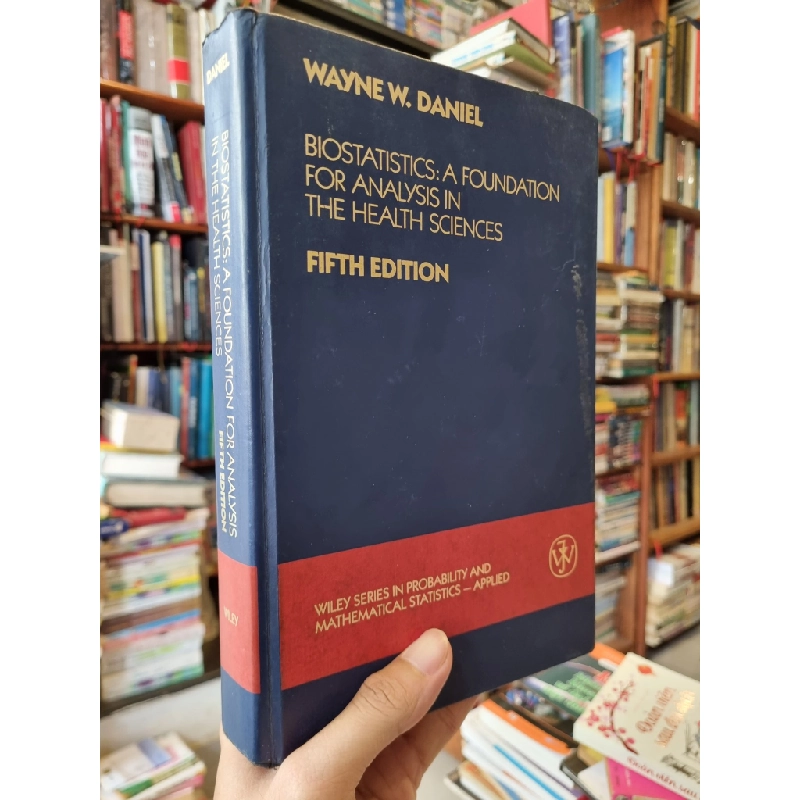 WAYNE W. DANIEL
BIOSTATISTICS: A FOUNDATION
FOR ANALYSIS IN
THE HEALTH SCIENCES
FIFTH EDITION
WILEY SERIES IN PROBABILITY AND
MATHEMATICAL STATISTICS — APPLIED
DANIEL
BIOSTATISTICS: A FOUNDATION FOR ANALYSIS
IN THE HEALTH SCIENCES
FIFTH EDITION
WILEY